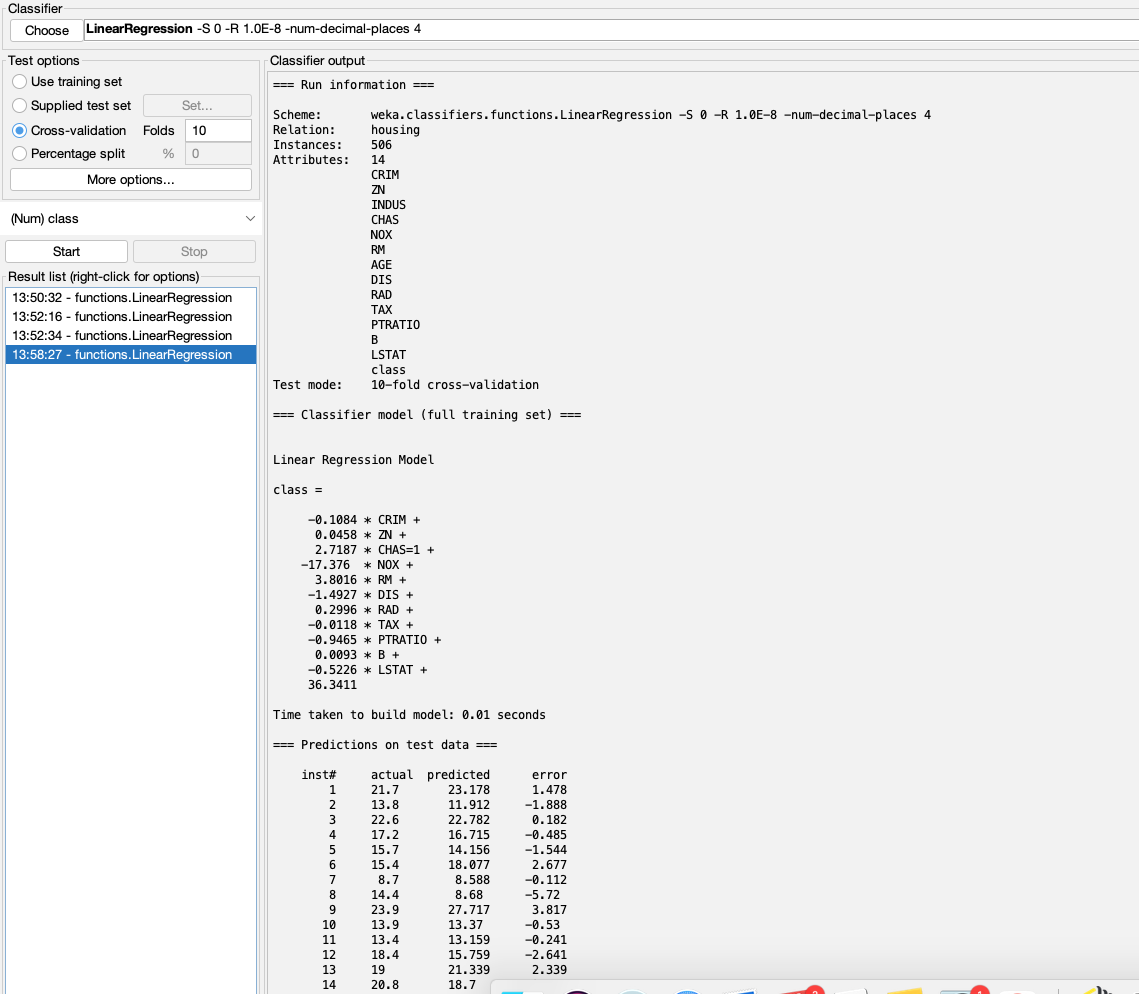 Classifier
Choose LinearRegression -S 0 -R 1.0E-8 -num-decimal-places 4
Test options
Use training set
Supplied test set Set...
Cross-validation Folds 10
Percentage split % 0
More options...
(Num) class
Start Stop
Result list (right-click for options)
13:50:32 - functions.LinearRegression
13:52:16 - functions.LinearRegression
13:52:34 - functions.LinearRegression
13:58:27 - functions.LinearRegression
Classifier output
=== Run information ===
Scheme: weka.classifiers.functions.LinearRegression -S 0 -R 1.0E-8 -num-decimal-places 4
Relation: housing
Instances: 506
Attributes: 14
CRIM
ZN
INDUS
CHAS
NOX
RM
AGE
DIS
RAD
TAX
PTRATIO
B
LSTAT
class
Test mode: 10-fold cross-validation
=== Classifier model (full training set) ===
Linear Regression Model
class =
-0.1084 * CRIM +
0.0458 * ZN +
2.7187 * CHAS=1 +
-17.376 * NOX +
3.8016 * RM +
-1.4927 * DIS +
0.2996 * RAD +
-0.0118 * TAX +
-0.9465 * PTRATIO +
0.0093 * B +
-0.5226 * LSTAT +
36.3411
Time taken to build model: 0.01 seconds
=== Predictions on test data ===
inst# actual predicted error
1 21.7 23.178 1.478
2 13.8 11.912 -1.888
3 22.6 22.782 0.182
4 17.2 16.715 -0.485
5 15.7 14.156 -1.544
6 15.4 18.077 2.677
7 8.7 8.588 -0.112
8 14.4 8.68 -5.72
9 23.9 27.717 3.817
10 13.9 13.37 -0.53
11 13.4 13.159 -0.241
12 18.4 15.759 -2.641
13 19 21.339 2.339
14 20.8 18.7